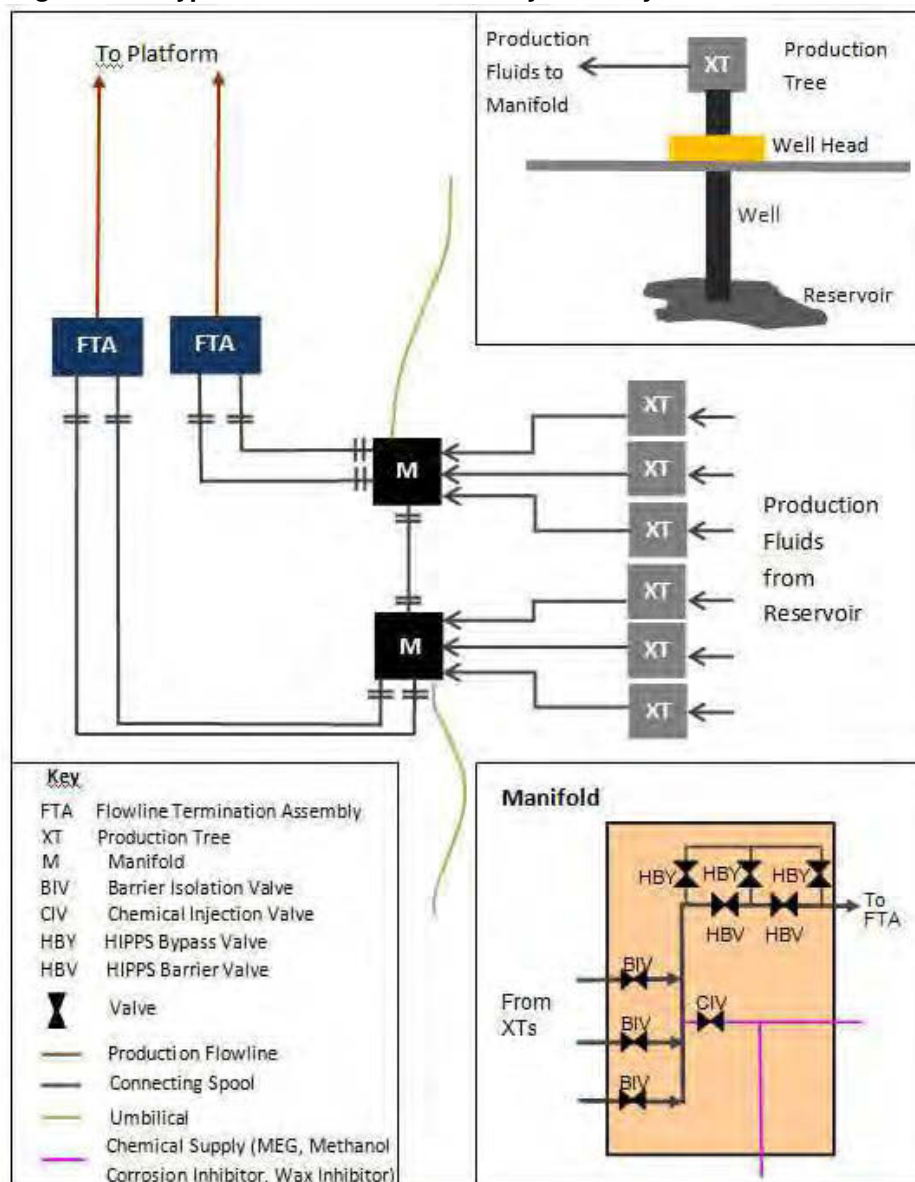 To Platform
FTA
FTA
M
M
XT
XT
XT
XT
XT
XT
Production
Fluids
from
Reservoir
Production
Fluids to
Manifold
XT
Production
Tree
Well Head
Well
Reservoir
Key
FTA Flowline Termination Assembly
XT Production Tree
M Manifold
BIV Barrier Isolation Valve
CIV Chemical Injection Valve
HBY HIPPS Bypass Valve
HBV HIPPS Barrier Valve
Valve
Production Flowline
Connecting Spool
Umbilical
Chemical Supply (MEG, Methanol
Corrosion Inhibitor, Wax Inhibitor)
Manifold
HBY HBY HBY
To
FTA
HBV HBV
BIV
From
XTs
CIV
BIV
BIV